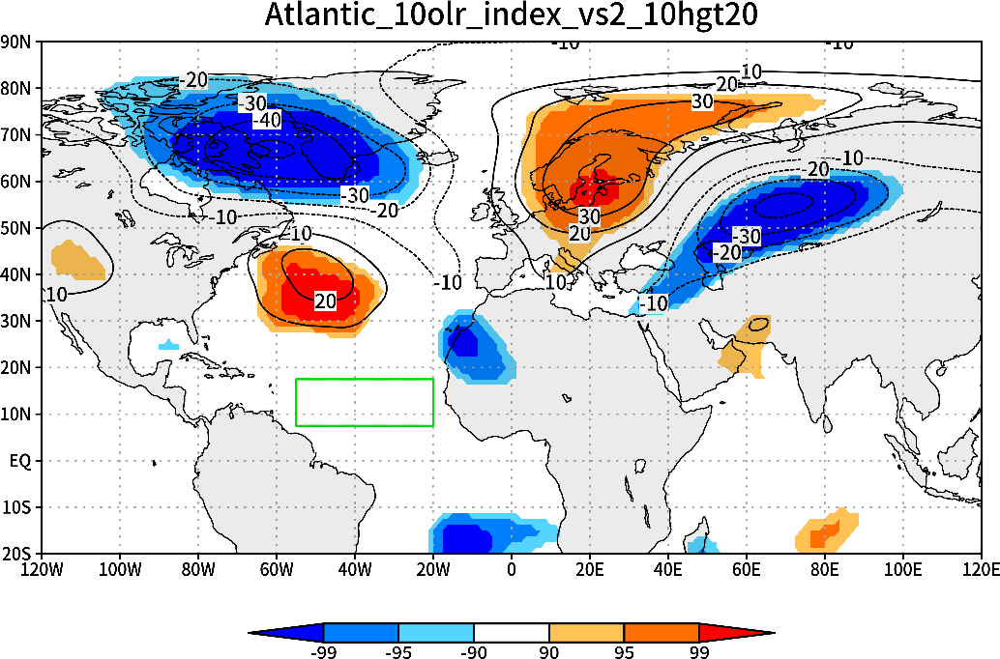 Atlantic_10olr_index_vs2_10hgt20
90N
-10
-10
80N
-20
10
20
-30
30
-40
70N
-10
20
60N
-30
-20
30
-10
20
50N
10
-30
-20
40N
-10
10
10
20
-10
30N
20N
10N
EQ
10S
20S
120W 100W 80W 60W 40W 20W 0 20E 40E 60E 80E 100E 120E
-99 -95 -90 90 95 99